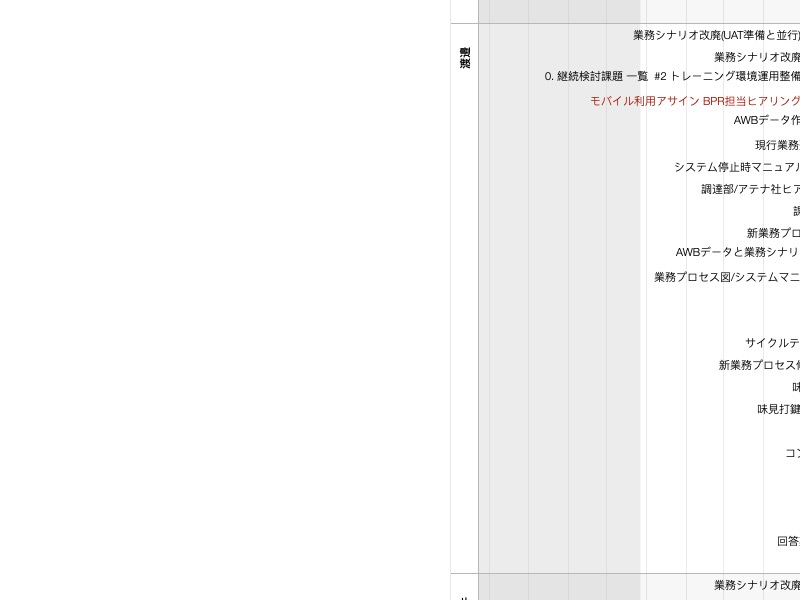 業務シナリオ改廃(UAT準備と並行)
業務シナリオ改廃
0. 継続検討課題 一覧  #2 トレーニング環境運用整備
モバイル利用アサイン BPR担当ヒアリング
AWBデータ作
現行業務
システム停止時マニュアル
調達部/アテナ社ヒア
新業務プロ
AWBデータと業務シナリ
業務プロセス図/システムマニ
サイクルテ
新業務プロセス
味見打鍵
コン
回答
業務シナリオ改廃